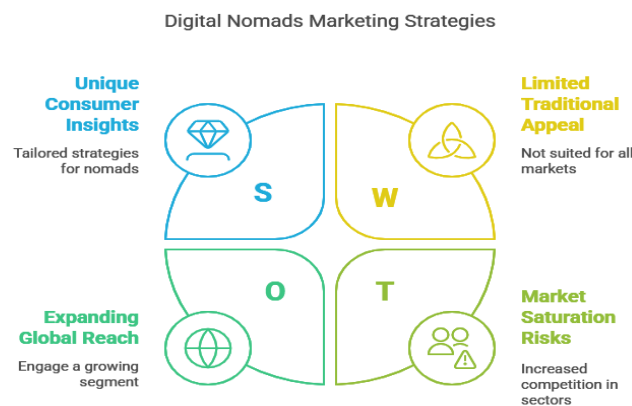 Digital Nomads Marketing Strategies
Unique
Consumer
Insights
Tailored strategies
for nomads
S
Limited
Traditional
Appeal
Not suited for all
markets
W
Expanding
Global Reach
Engage a growing
segment
O
Market
Saturation
Risks
Increased
competition in
sectors
T